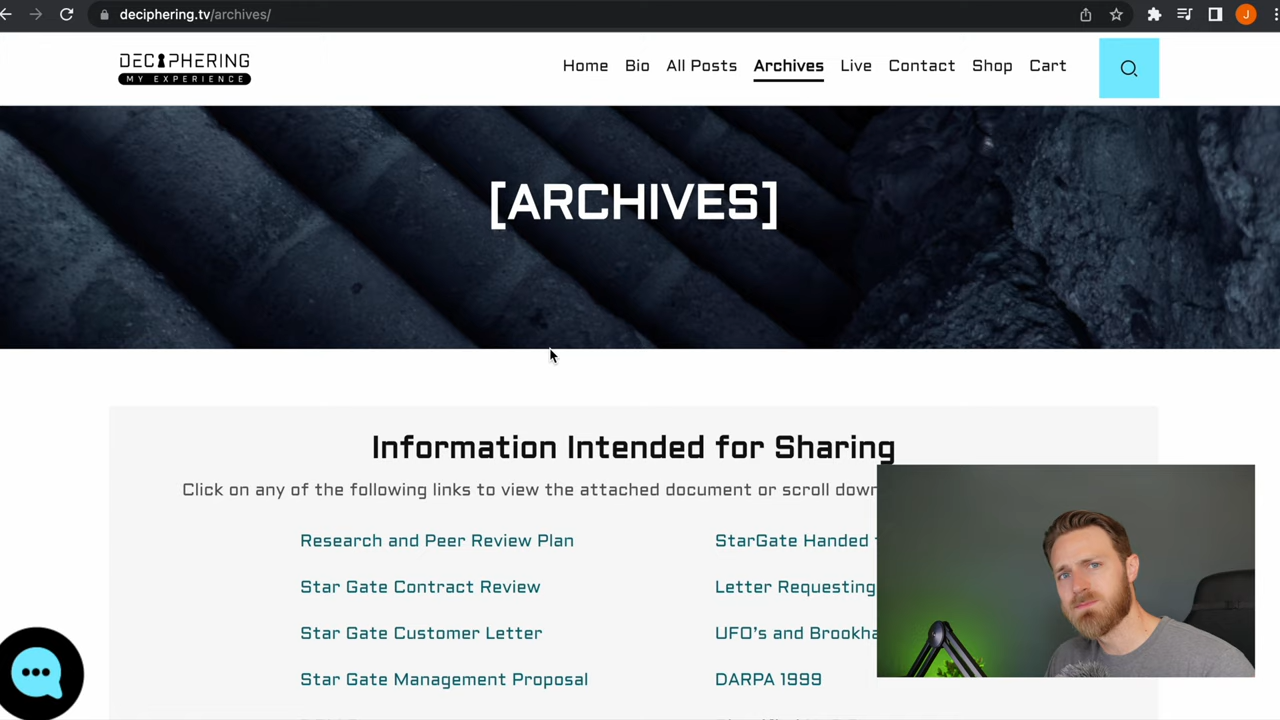 deciphering.tv/archives/
J
DECIPHERING
MY EXPERIENCE
Home Bio All Posts Archives Live Contact Shop Cart
[ARCHIVES]
Information Intended for Sharing
Click on any of the following links to view the attached document or scroll down
Research and Peer Review Plan
StarGate Handed
Star Gate Contract Review
Letter Requesting
Star Gate Customer Letter
UFO's and
Star Gate Management Proposal
DARPA 1999